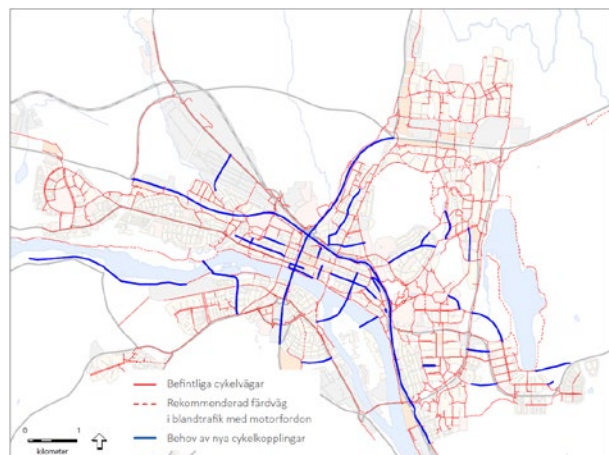 Befintliga cykelvägar
Rekommenderad färdväg
i blandtrafik med motorfordon
Behov av nya cykelkopplingar
0 1
kilometer